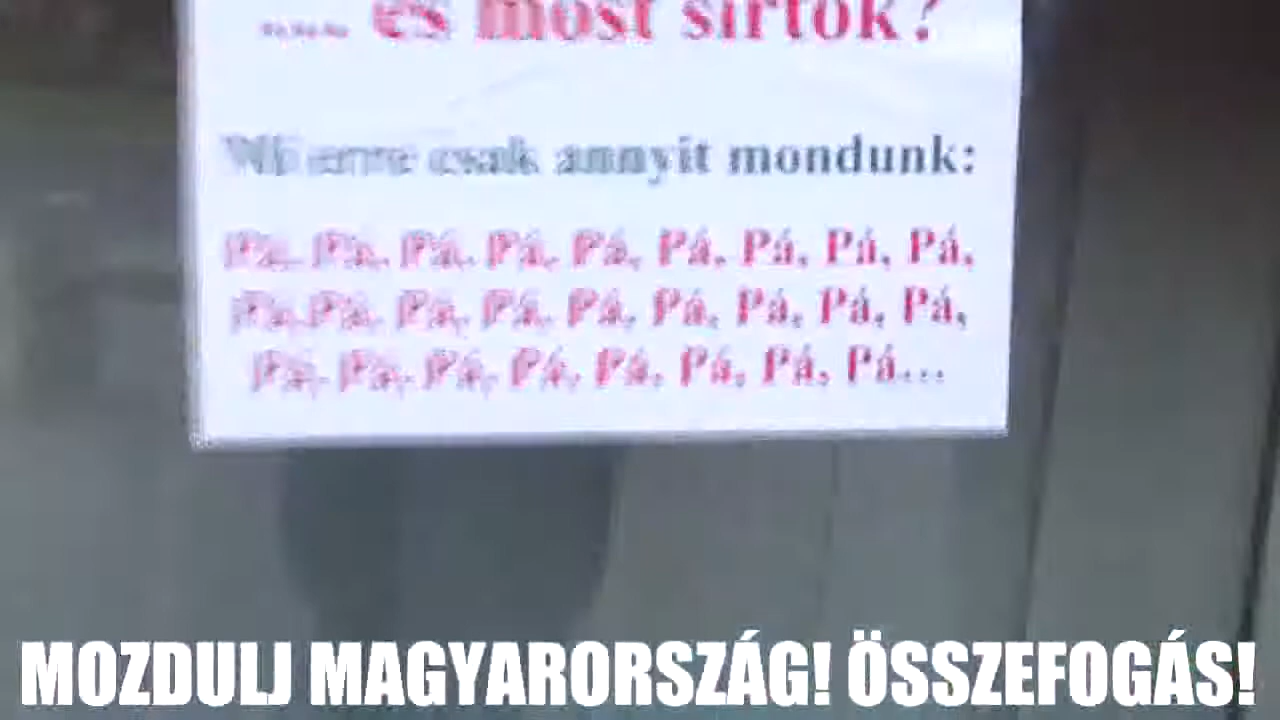 ..... és most sírtok?
Mi erre csak annyit mondunk:
Pá, Pá, Pá, Pá, Pá, Pá, Pá, Pá, Pá,
Pá, Pá, Pá, Pá, Pá, Pá, Pá, Pá, Pá,
Pá, Pá, Pá, Pá, Pá, Pá, Pá, Pá...
MOZDULJ MAGYARORSZÁG! ÖSSZEFOGÁS!